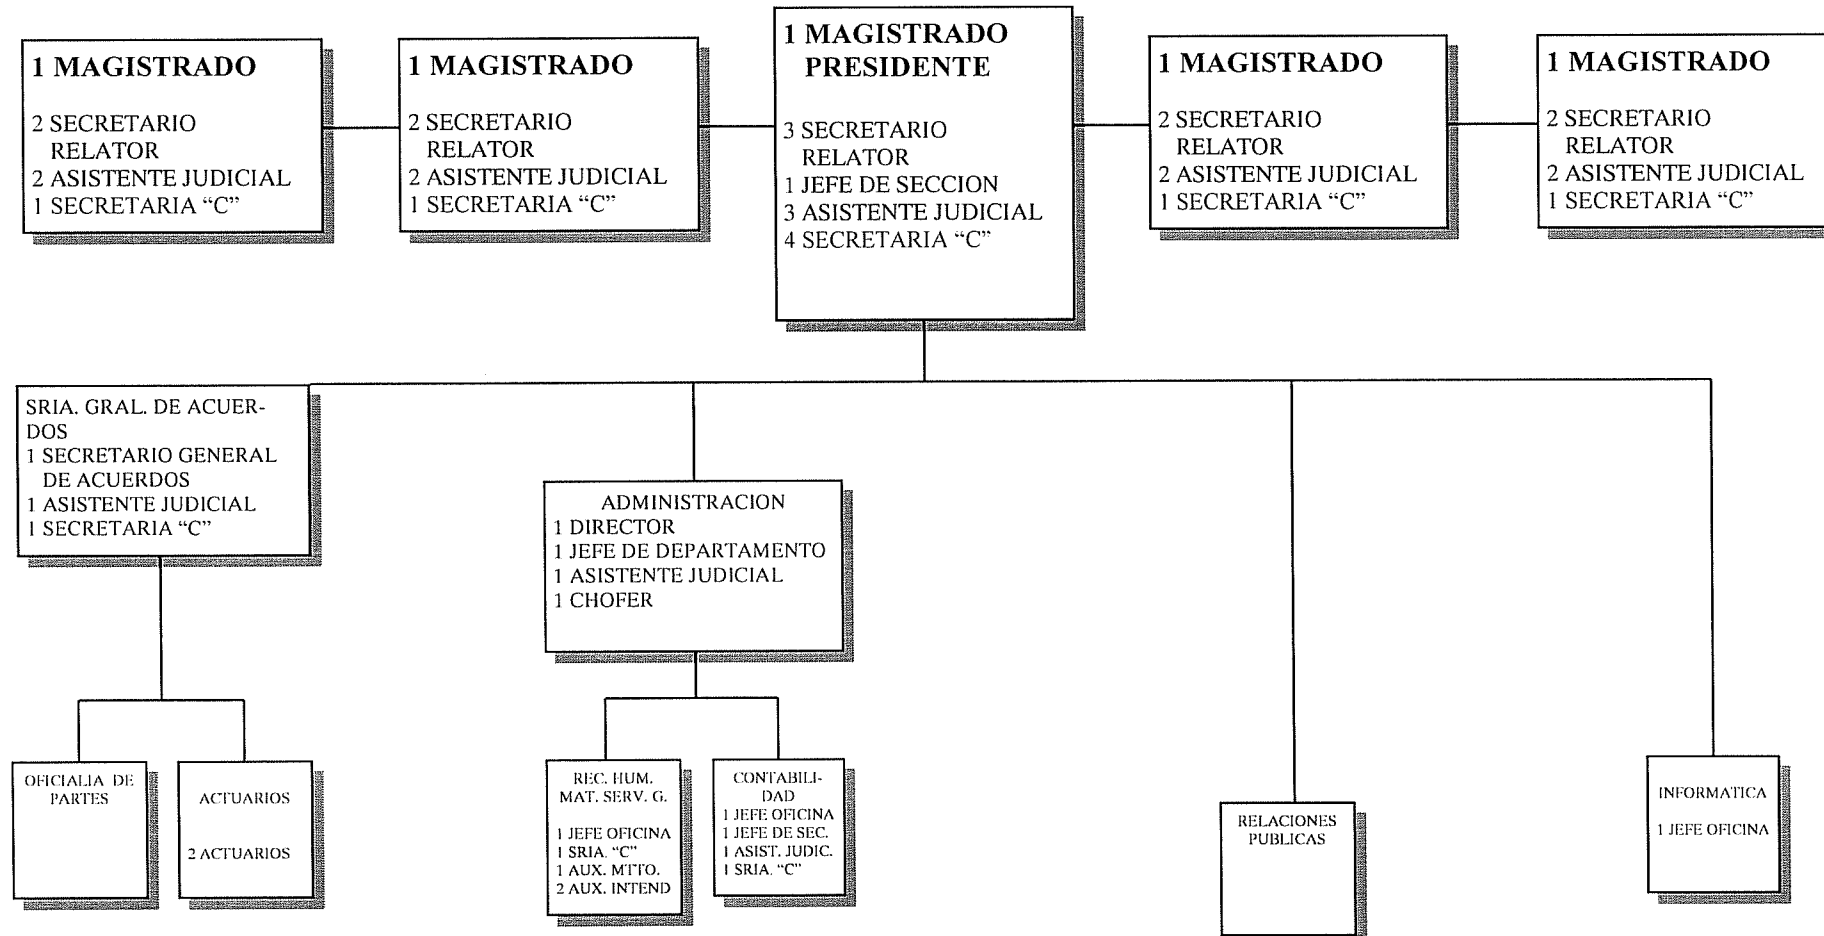 1 MAGISTRADO
2 SECRETARIO
RELATOR
2 ASISTENTE JUDICIAL
1 SECRETARIA “C”
1 MAGISTRADO
2 SECRETARIO
RELATOR
2 ASISTENTE JUDICIAL
1 SECRETARIA “C”
1 MAGISTRADO
PRESIDENTE
3 SECRETARIO
RELATOR
1 JEFE DE SECCION
3 ASISTENTE JUDICIAL
4 SECRETARIA “C”
1 MAGISTRADO
2 SECRETARIO
RELATOR
2 ASISTENTE JUDICIAL
1 SECRETARIA “C”
1 MAGISTRADO
2 SECRETARIO
RELATOR
2 ASISTENTE JUDICIAL
1 SECRETARIA “C”
SRIA. GRAL. DE ACUER-
DOS
1 SECRETARIO GENERAL
DE ACUERDOS
1 ASISTENTE JUDICIAL
1 SECRETARIA “C”
ADMINISTRACION
1 DIRECTOR
1 JEFE DE DEPARTAMENTO
1 ASISTENTE JUDICIAL
1 CHOFER
OFICIALIA DE
PARTES
ACTUARIOS
2 ACTUARIOS
REC. HUM.
MAT. SERV. G.
1 JEFE OFICINA
1 SRIA. “C”
1 AUX. MTTO.
2 AUX. INTEND
CONTABILI-
DAD
1 JEFE OFICINA
1 JEFE DE SEC.
1 ASIST. JUDIC.
1 SRIA. “C”
RELACIONES
PUBLICAS
INFORMATICA
1 JEFE OFICINA